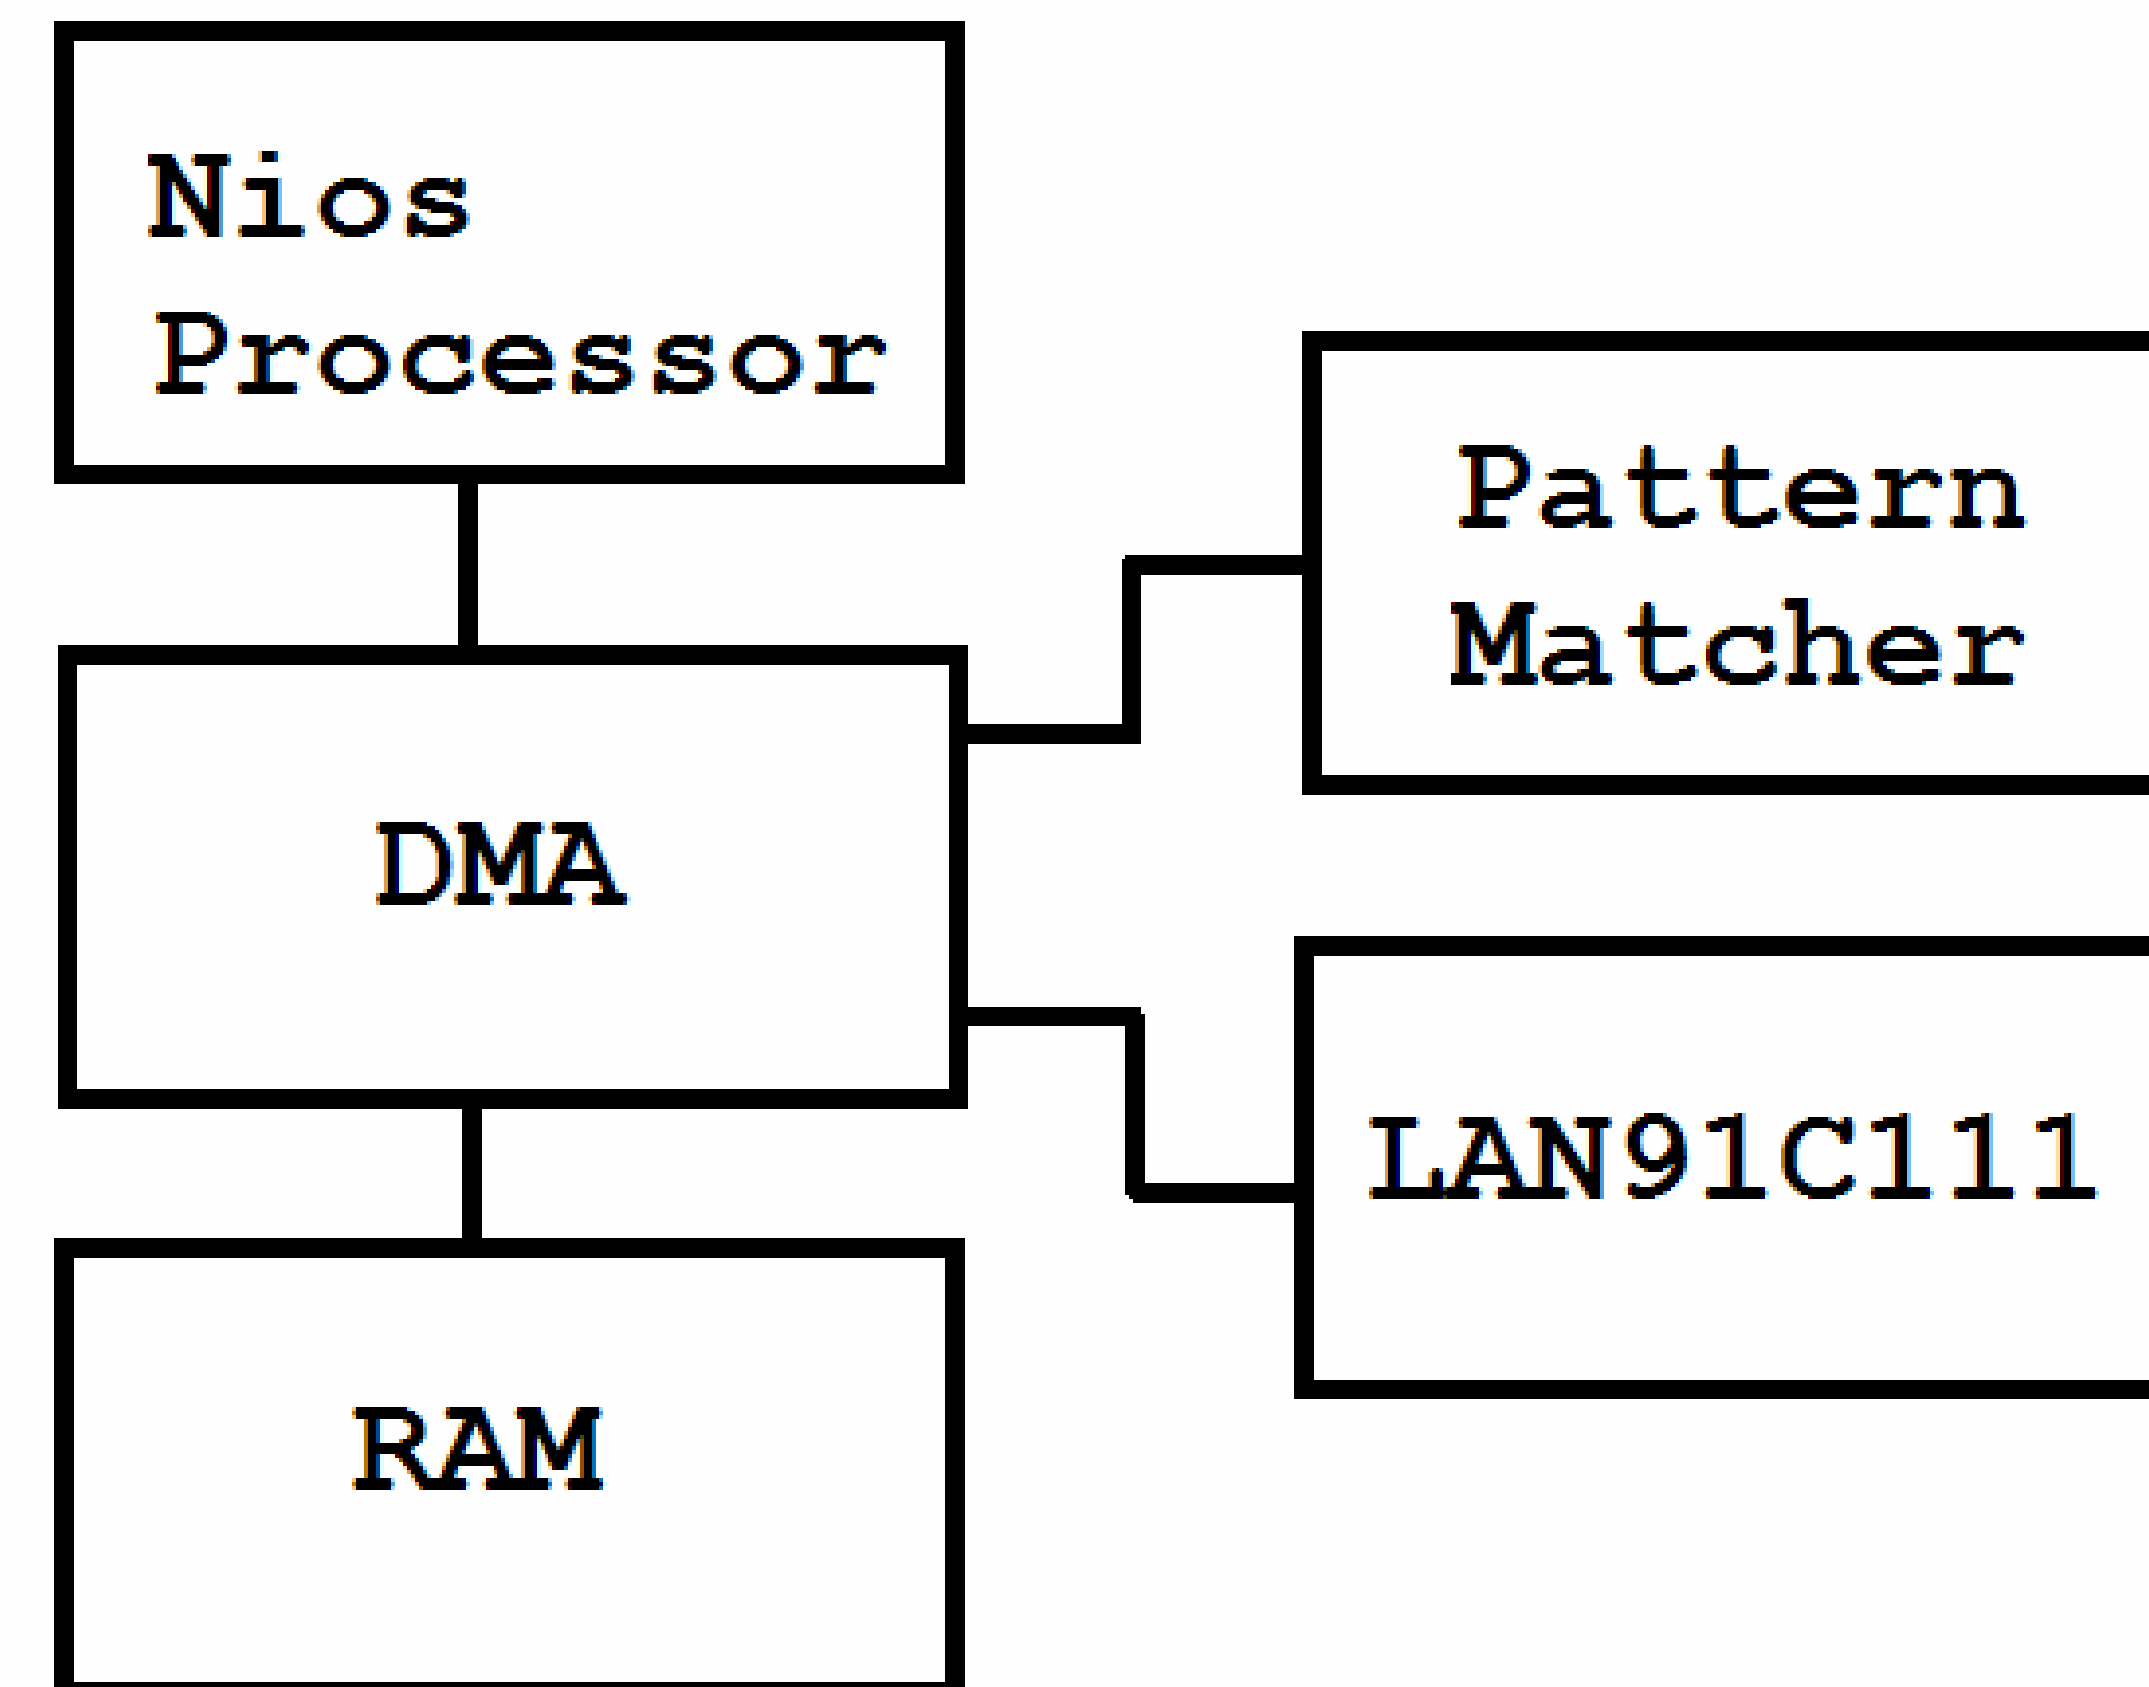 Nios
Processor
Pattern
Matcher
DMA
LAN91C111
RAM